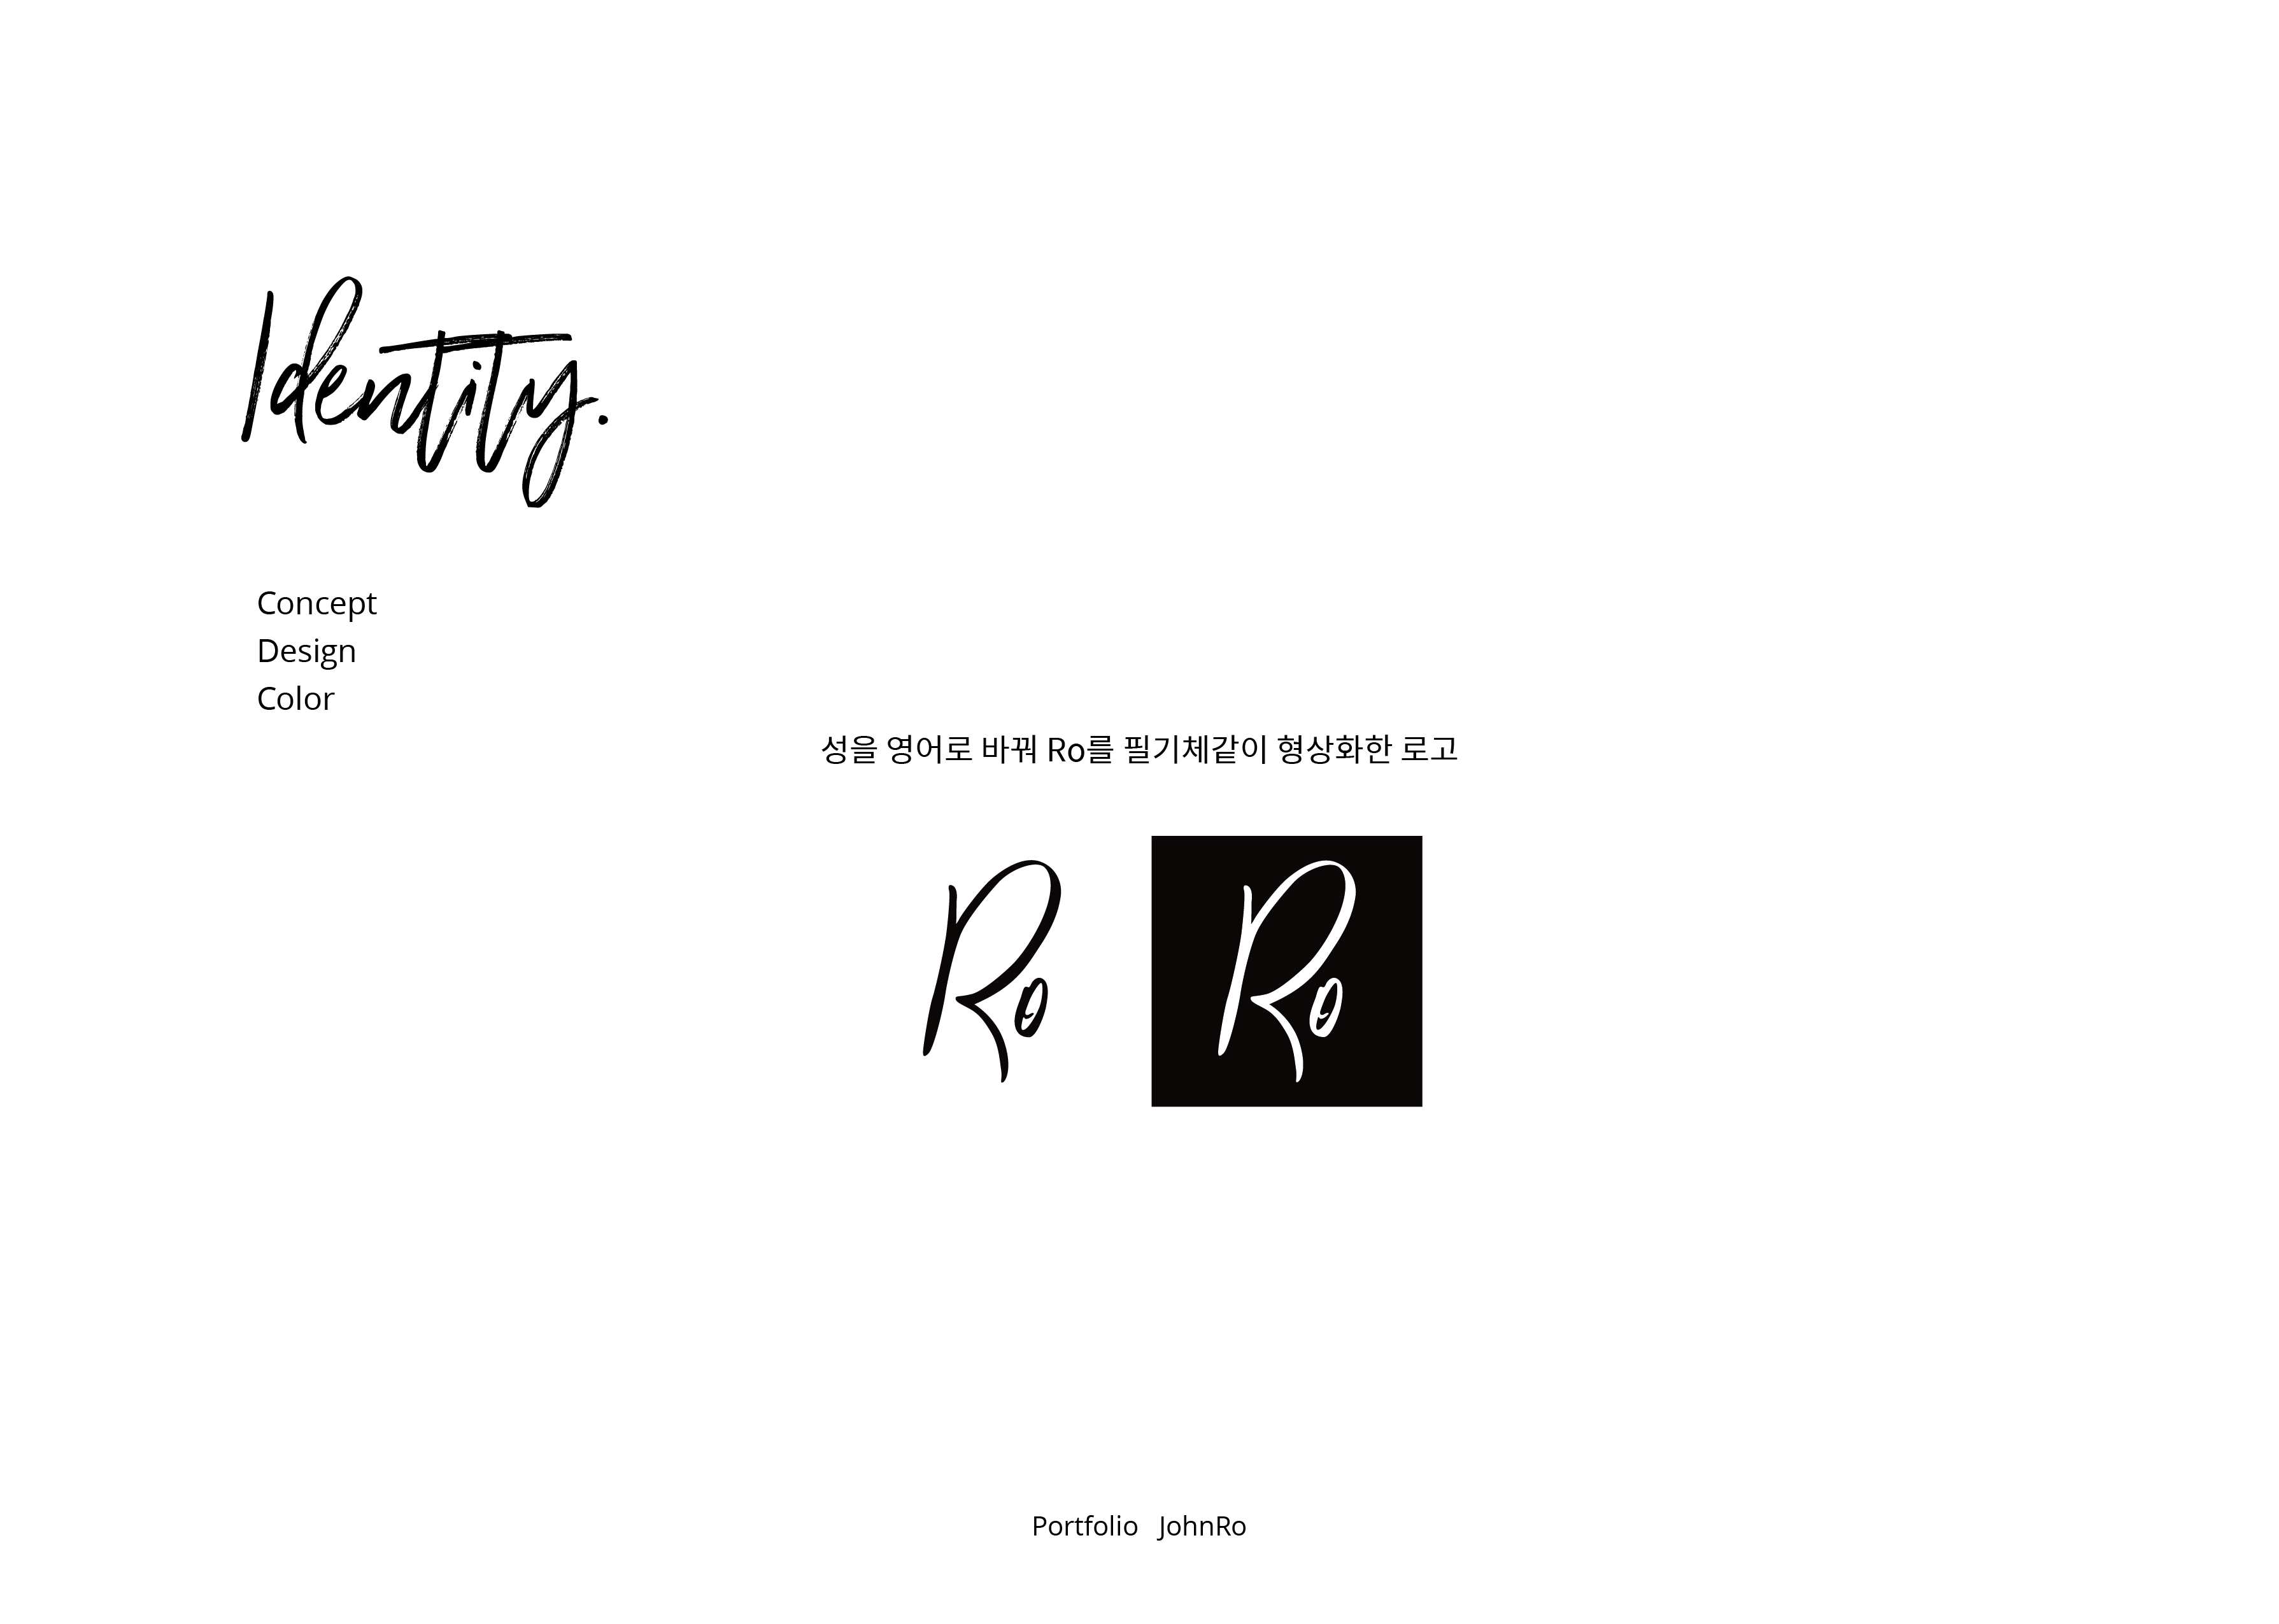 Identity.
Concept
Design
Color
성을 영어로 바꿔 Ro를 필기체같이 형상화한 로고
Ro Ro
Portfolio JohnRo